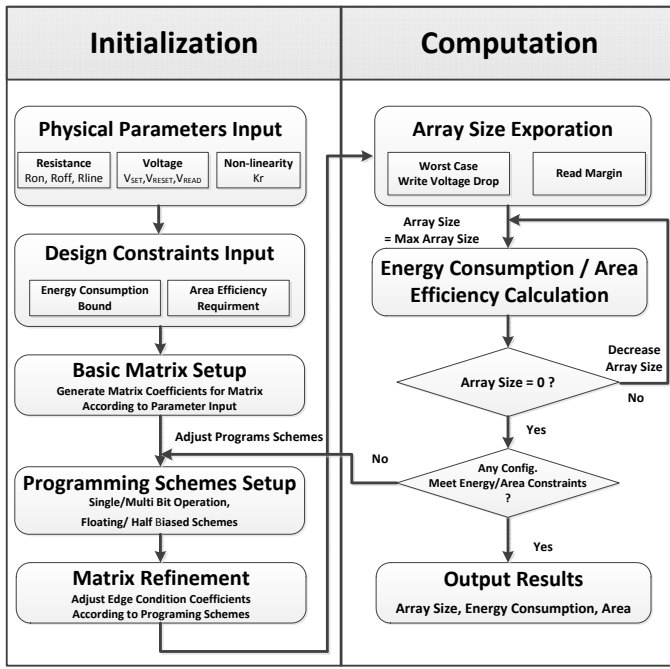 Initialization
Physical Parameters Input
Resistance
Ron, Roff, Rline
Voltage
VSET,VRESET,VREAD
Non-linearity
Kr
Design Constraints Input
Energy Consumption
Bound
Area Efficiency
Requirment
Basic Matrix Setup
Generate Matrix Coefficients for Matrix
According to Parameter Input
Adjust Programs Schemes
Programming Schemes Setup
Single/Multi Bit Operation,
Floating/ Half Biased Schemes
Matrix Refinement
Adjust Edge Condition Coefficients
According to Programing Schemes
Computation
Array Size Exporation
Worst Case
Write Voltage Drop
Read Margin
Array Size
= Max Array Size
Energy Consumption / Area
Efficiency Calculation
Decrease
Array Size
Array Size = 0 ?
No
Yes
No
Any Config.
Meet Energy/Area Constraints
?
Yes
Output Results
Array Size, Energy Consumption, Area